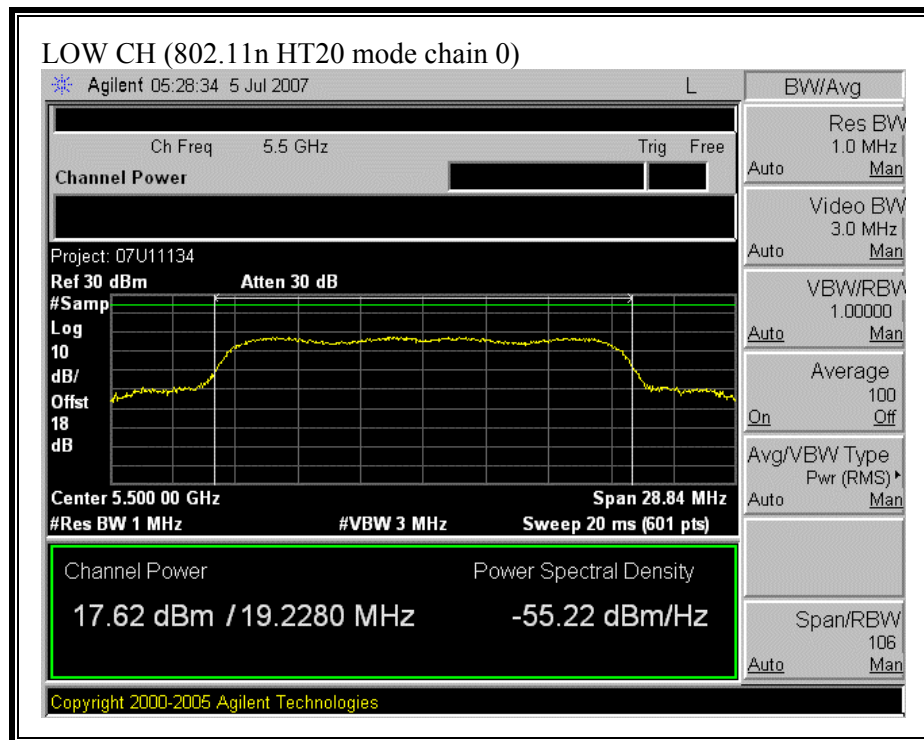 LOW CH (802.11n HT20 mode chain 0)
Agilent 05:28:34 5 Jul 2007 L
Ch Freq 5.5 GHz Trig Free
Channel Power
Project: 07U11134
Ref 30 dBm Atten 30 dB
#Samp
Log
10
dB/
Offst
18
dB
Center 5.500 00 GHz Span 28.84 MHz
#Res BW 1 MHz #VBW 3 MHz Sweep 20 ms (601 pts)
Channel Power Power Spectral Density
17.62 dBm / 19.2280 MHz -55.22 dBm/Hz
Copyright 2000-2005 Agilent Technologies
BW/Avg
Res BW
1.0 MHz
Auto Man
Video BW
3.0 MHz
Auto Man
VBW/RBW
1.00000
Auto Man
Average
100
On Off
Avg/VBW Type
Pwr (RMS)
Auto Man
Span/RBW
106
Auto Man